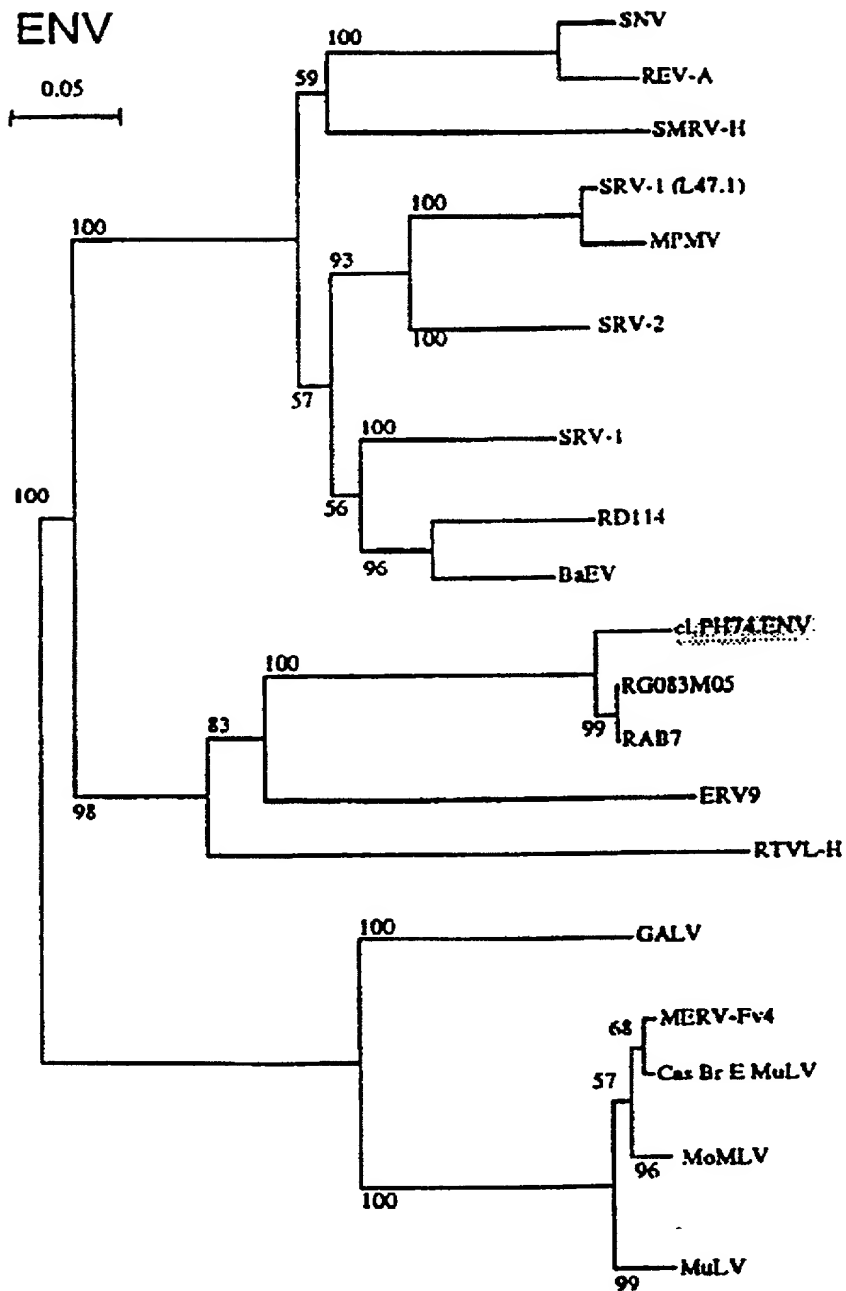 ENV
0.05
100
SNV
REV-A
59
SMRV-H
100
SRV-1 (L47.1)
MPMV
100
93
SRV-2
100
57
100
SRV-1
56
RD114
96
BaEV
100
cLPH74.ENV
100
RG083M05
99
RAB7
83
ERV9
98
RTVL-H
100
GALV
68
MERV-Fv4
Cas Br E MuLV
57
MoMLV
96
100
MuLV
99